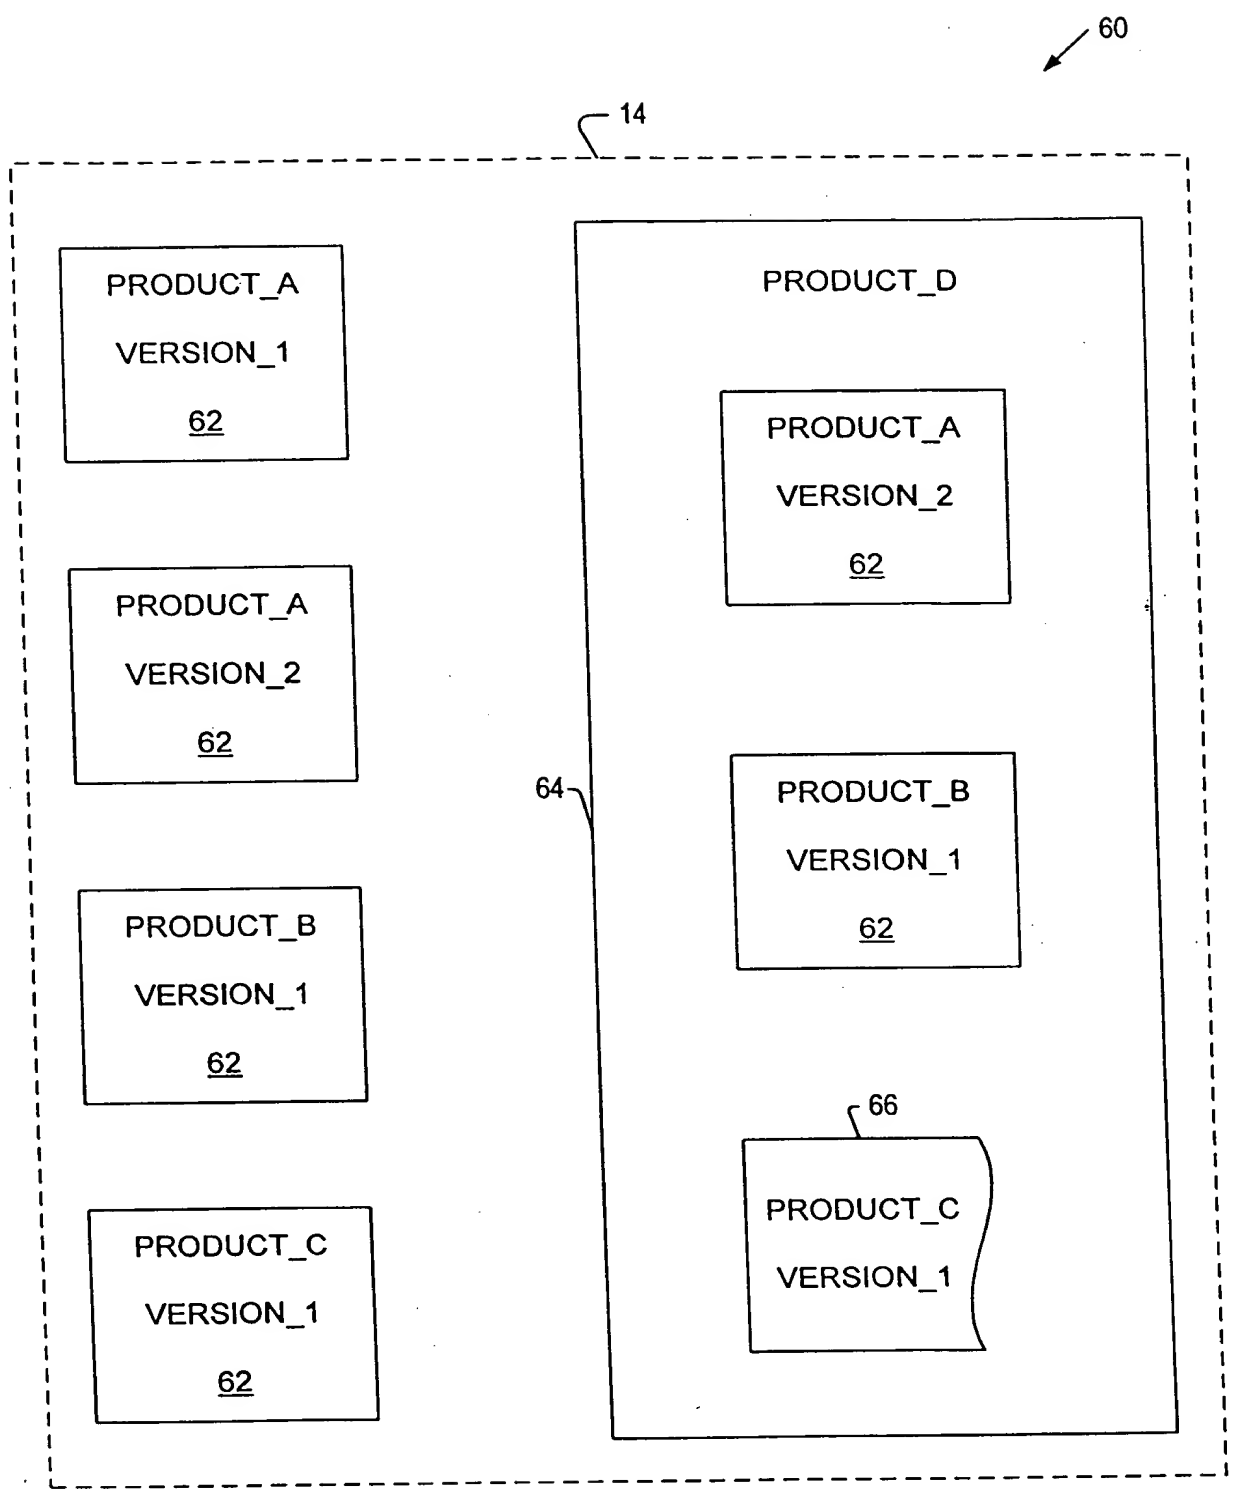 60
14
PRODUCT_A
VERSION_1
62
PRODUCT_A
VERSION_2
62
PRODUCT_B
VERSION_1
62
PRODUCT_C
VERSION_1
62
PRODUCT_D
PRODUCT_A
VERSION_2
62
64
PRODUCT_B
VERSION_1
62
66
PRODUCT_C
VERSION_1